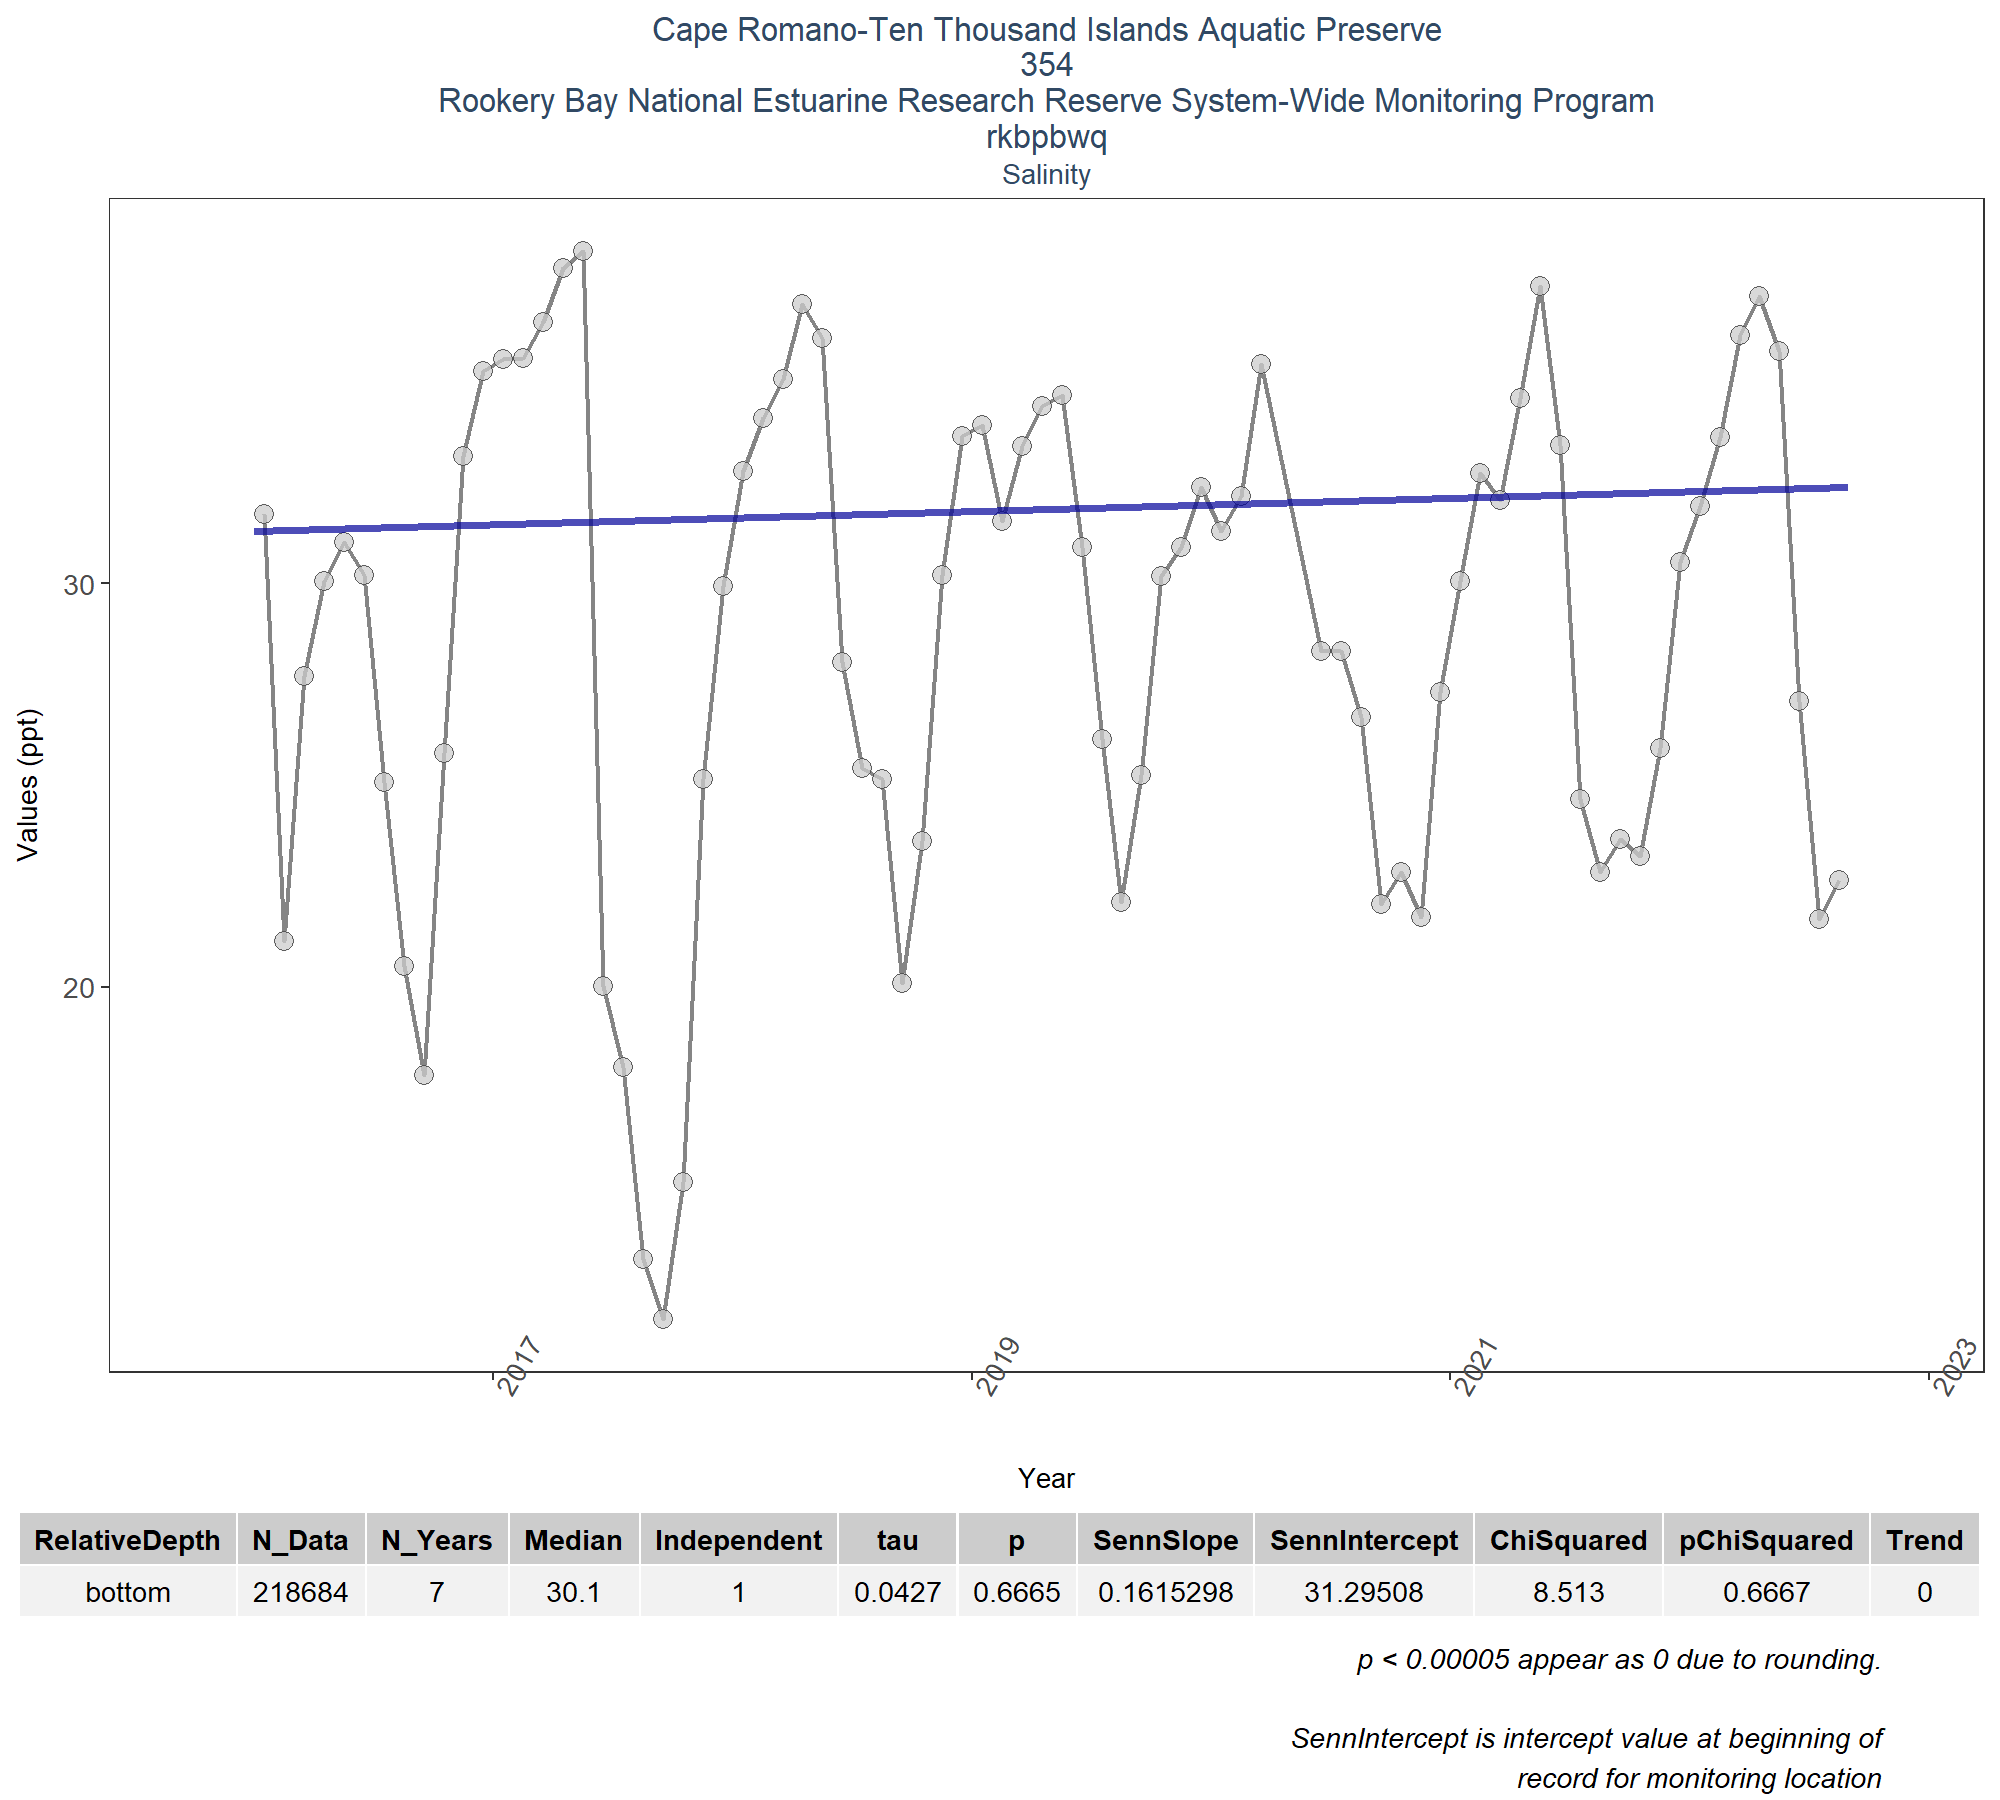 Cape Romano-Ten Thousand Islands Aquatic Preserve
354
Rookery Bay National Estuarine Research Reserve System-Wide Monitoring Program
rkbpbwq
Salinity
Values (ppt)
30
20
2017
2019
2021
2023
Year
RelativeDepth N_Data N_Years Median Independent tau p SennSlope SennIntercept ChiSquared pChiSquared Trend
bottom 218684 7 30.1 1 0.0427 0.6665 0.1615298 31.29508 8.513 0.6667 0
p < 0.00005 appear as 0 due to rounding.
SennIntercept is intercept value at beginning of
record for monitoring location